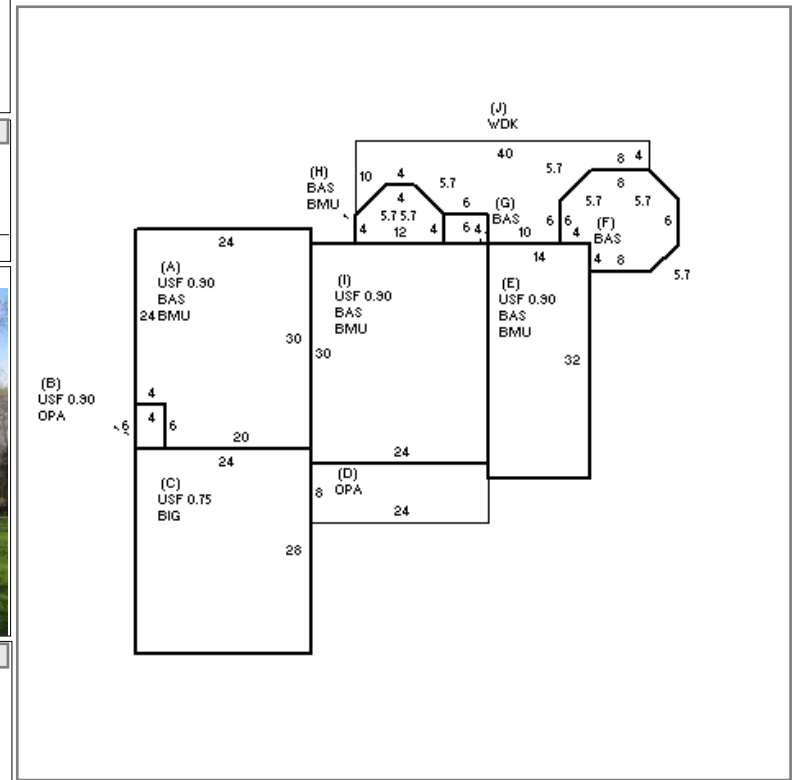 (J)
WDK
40
5.7
8 4
(H)
BAS
BMU
10
4
5.7
8
4
6
(G)
BAS
5.7
5.7
5.7 5.7
6 6
(F)
BAS
6
4
12
4
6 4
10
4
24
14
4 8
5.7
(A)
USF 0.90
BAS
BMU
24
(I)
USF 0.90
BAS
BMU
(E)
USF 0.90
BAS
BMU
30
30
32
(B)
USF 0.90
OPA
4
4
6
6
20
24
24
(C)
USF 0.75
BIG
(D)
OPA
8
24
28